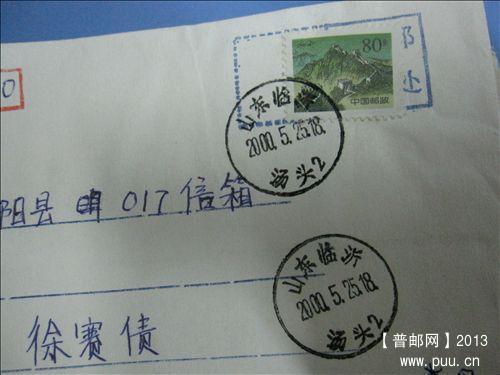 80分
中国邮政
贴
邮
山东临沂
2000.5.25.18.
汤头2
阳县 017信箱
山东临沂
2000.5.25.18.
汤头2
徐赛债
【普邮网】2013
www.puu.cn